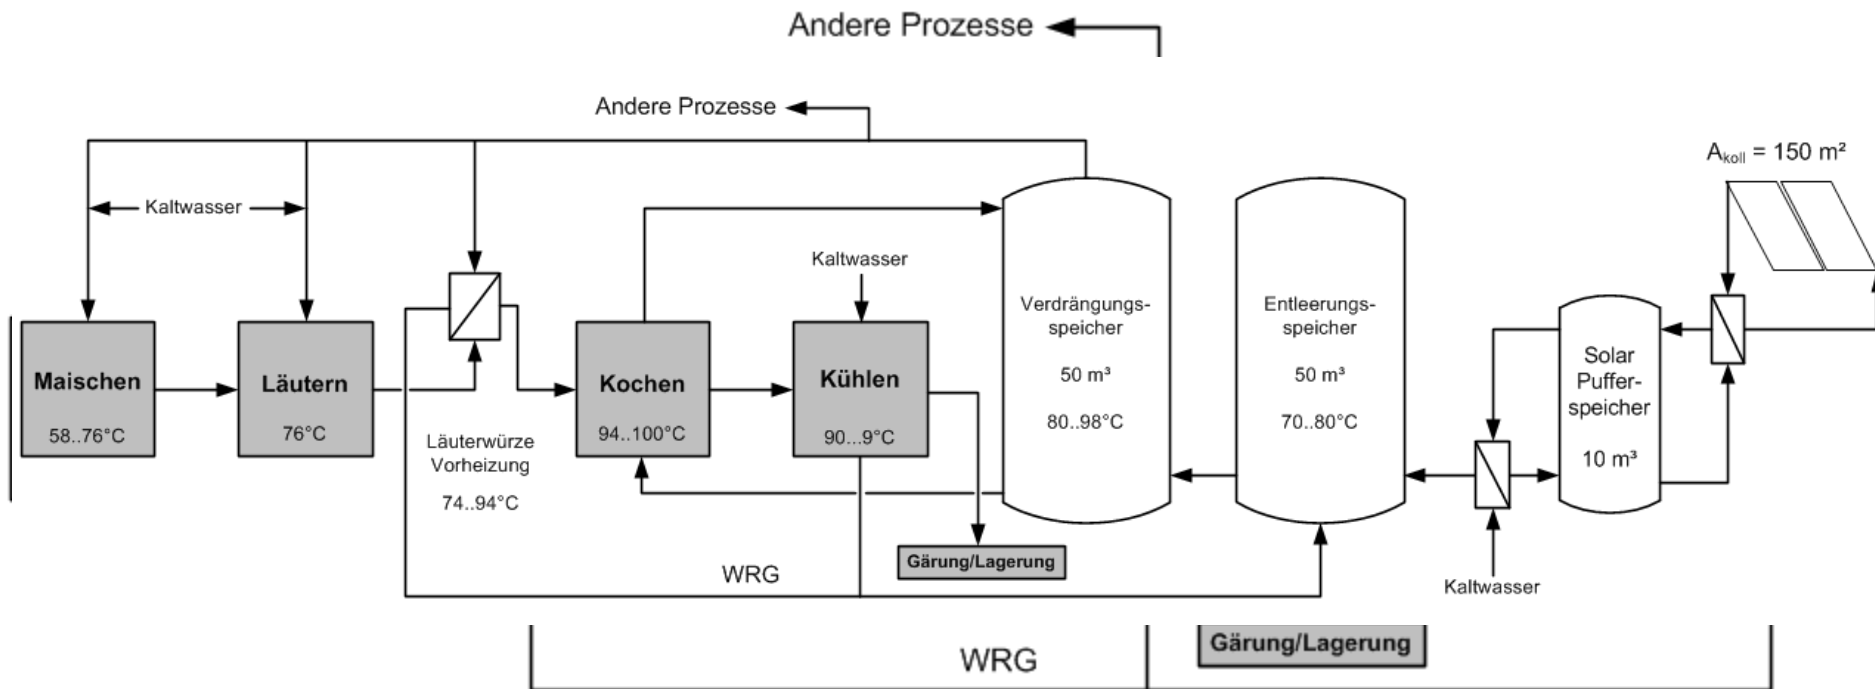 Andere Prozesse
Andere Prozesse
A_koll = 150 m²
Kaltwasser
Kaltwasser
Maischen
58..76°C
Läutern
76°C
Läuterwürze
Vorheizung
74..94°C
Kochen
94..100°C
Kühlen
90...9°C
Verdrängungs-
speicher
50 m³
80..98°C
Entleerungs-
speicher
50 m³
70..80°C
Solar
Puffer-
speicher
10 m³
Gärung/Lagerung
WRG
Kaltwasser
WRG
Gärung/Lagerung